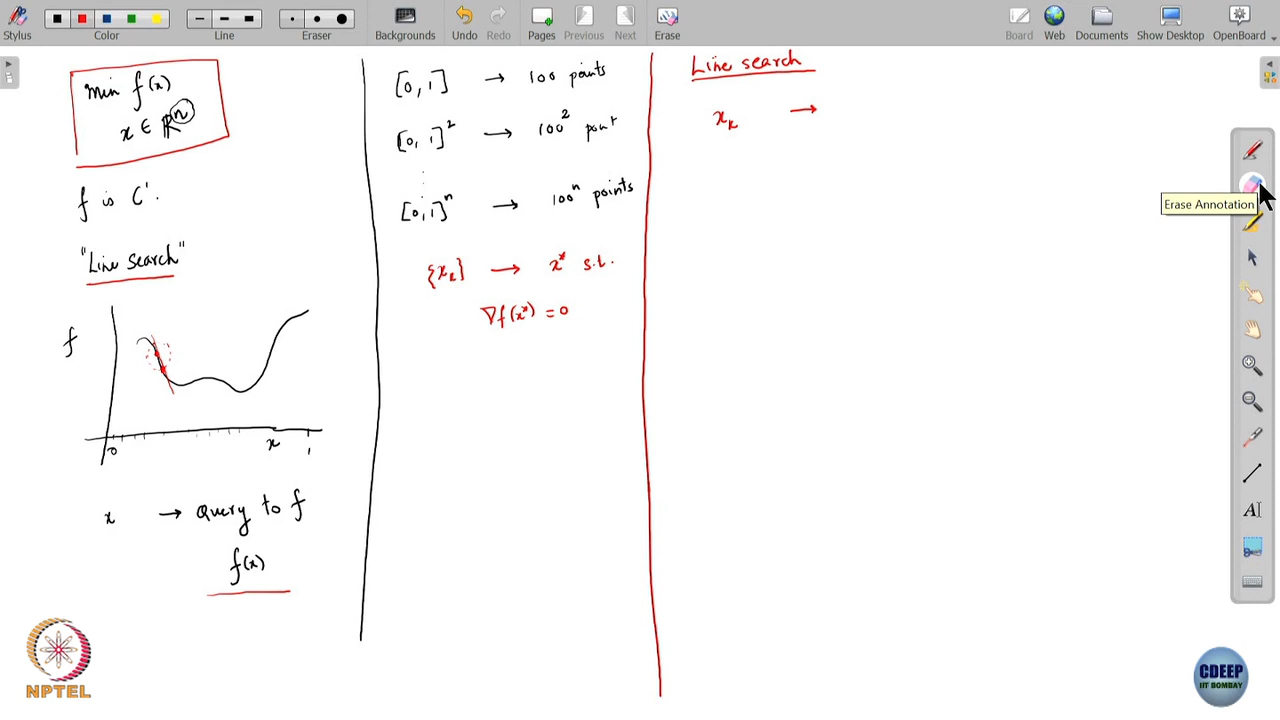 Stylus
Color
Line
Eraser
Backgrounds
Undo
Redo
Pages
Previous
Next
Erase
Board
Web
Documents
Show Desktop
OpenBoard
min f(x)
x ∈ ℝⁿ
f is C'.
"Line search"
f
0
x
1
x → Query to f
f(x)
[0, 1] → 100 points
[0, 1]² → 100² point
⋮
[0, 1]ⁿ → 100ⁿ points
{xₖ} → x* s.t.
∇f(x*) = 0
Line search
xₖ →
Erase Annotation
NPTEL
CDEEP
IIT BOMBAY